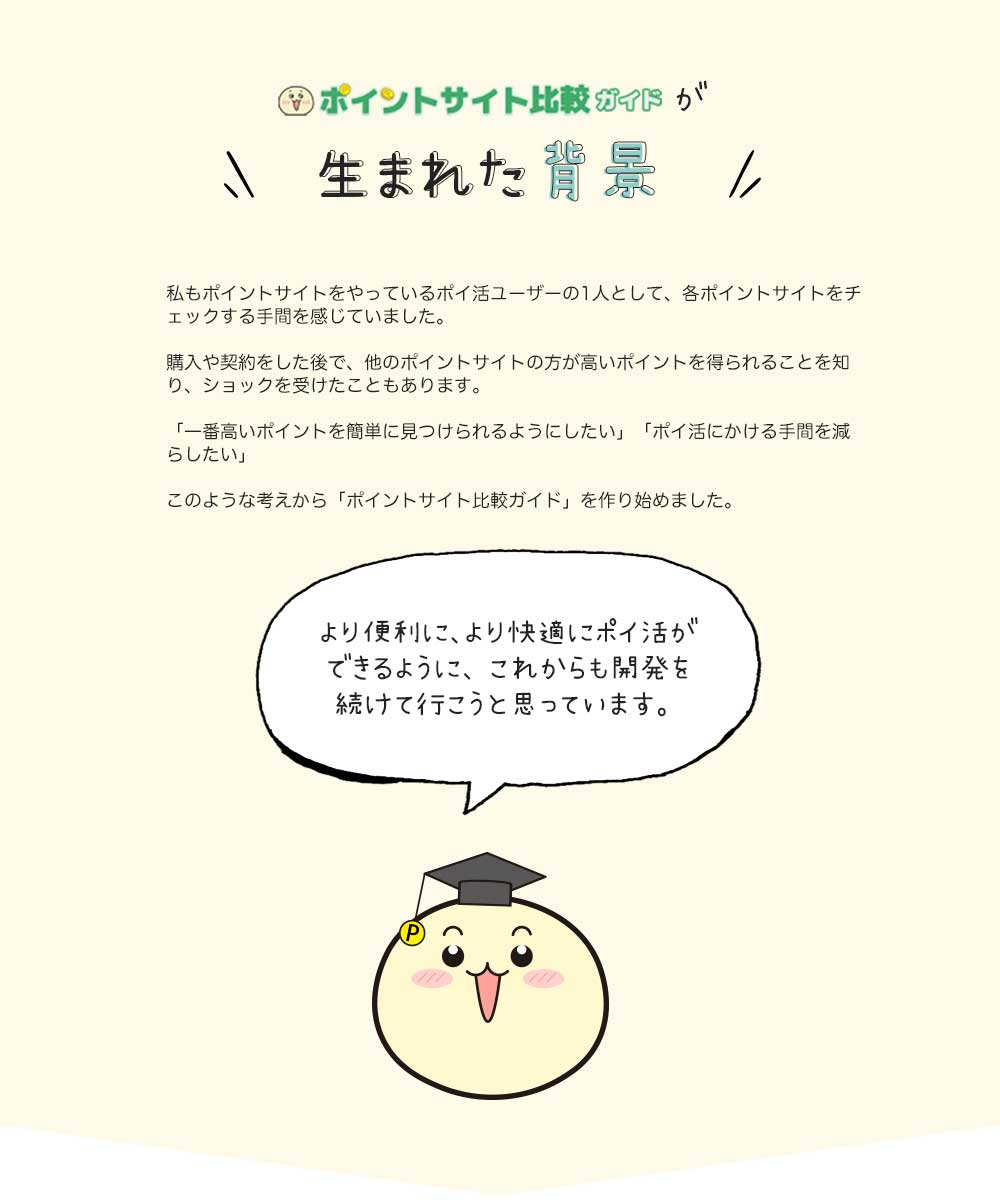 ポイントサイト比較ガイドが
生まれた背景
私もポイントサイトをやっているポイ活ユーザーの1人として、各ポイントサイトをチ
ェックする手間を感じていました。
購入や契約をした後で、他のポイントサイトの方が高いポイントを得られることを知
り、ショックを受けたこともあります。
「一番高いポイントを簡単に見つけられるようにしたい」「ポイ活にかける手間を減
らしたい」
このような考えから「ポイントサイト比較ガイド」を作り始めました。
より便利に、より快適にポイ活が
できるように、これからも開発を
続けて行こうと思っています。
P